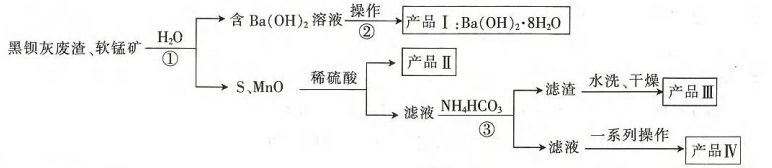 黑钡灰废渣、软锰矿 H₂O ① 含Ba(OH)₂溶液 操作 ② 产品Ⅰ:Ba(OH)₂·8H₂O
S、MnO 稀硫酸 产品Ⅱ
滤液 NH₄HCO₃ ③ 滤渣 水洗、干燥 产品Ⅲ
滤液 一系列操作 产品Ⅳ